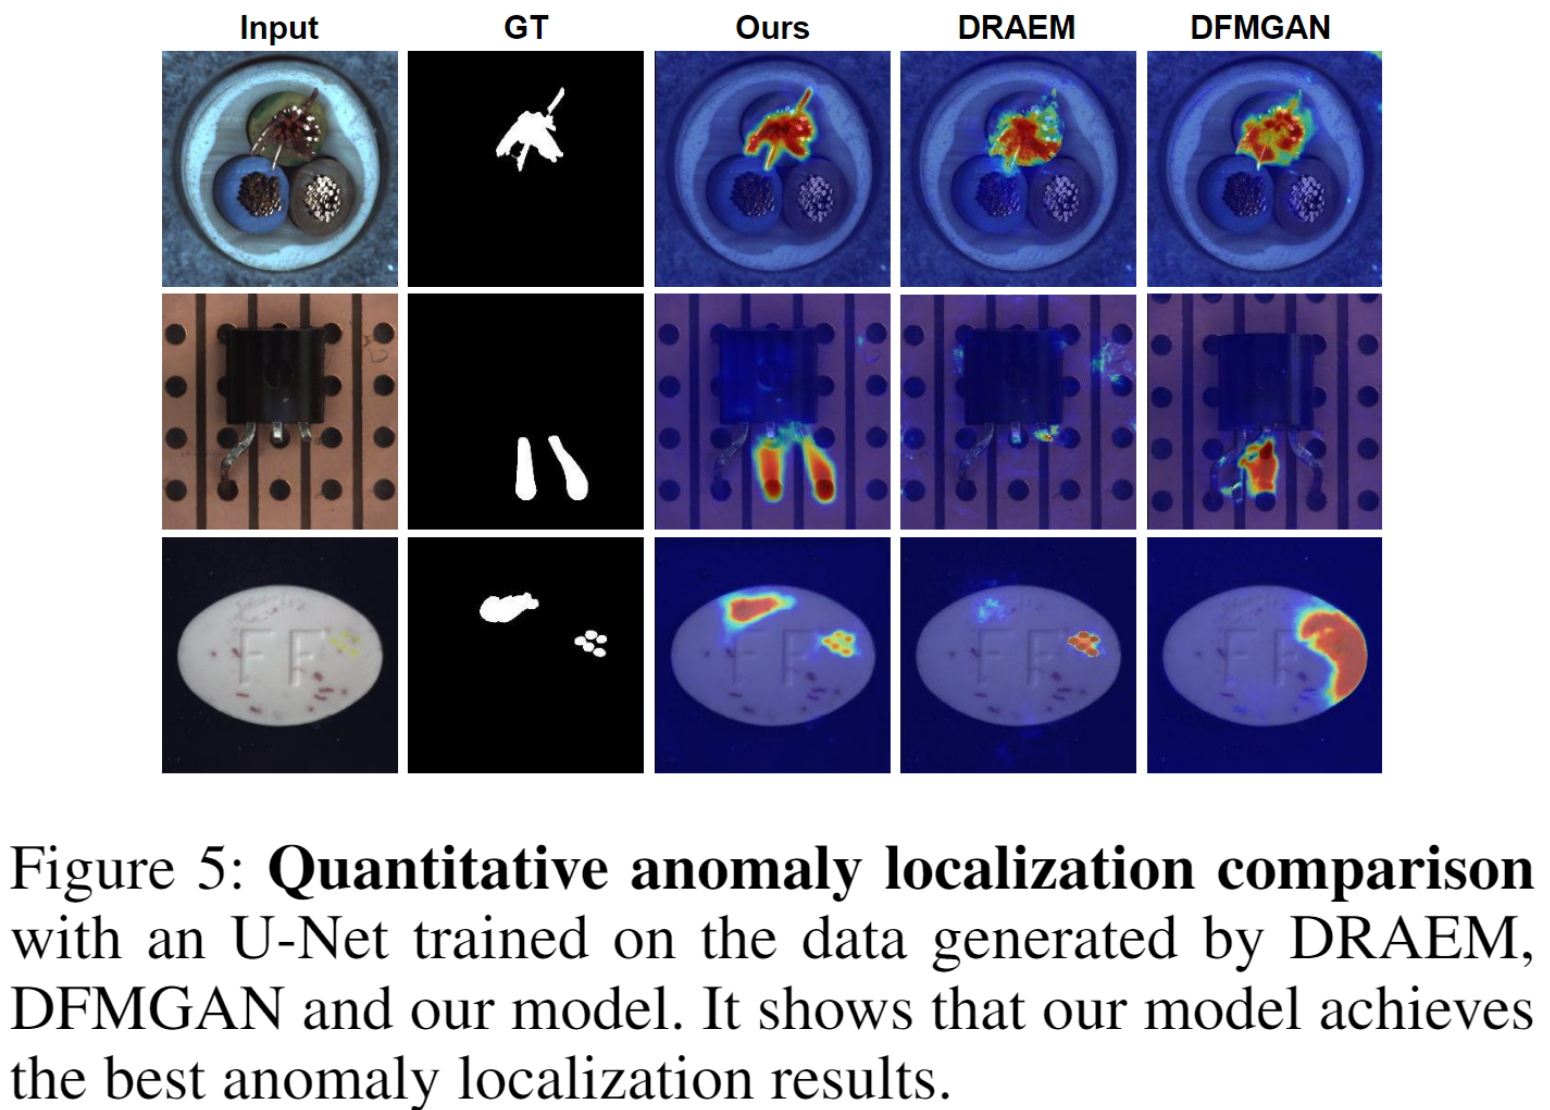 Input GT Ours DRAEM DFMGAN
FF
Figure 5: Quantitative anomaly localization comparison
with an U-Net trained on the data generated by DRAEM,
DFMGAN and our model. It shows that our model achieves
the best anomaly localization results.